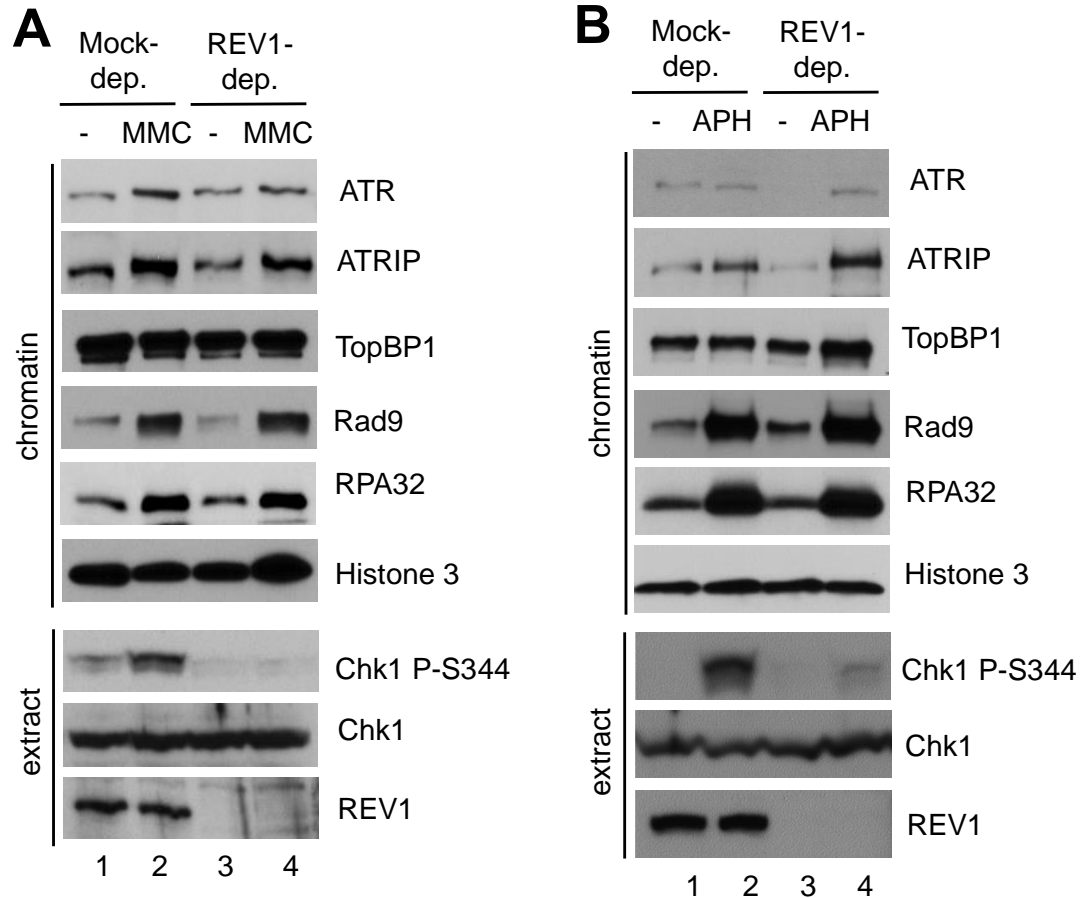 A
Mock-
dep.
REV1-
dep.
- MMC - MMC
chromatin
ATR
ATRIP
TopBP1
Rad9
RPA32
Histone 3
extract
Chk1 P-S344
Chk1
REV1
1 2 3 4
B
Mock-
dep.
REV1-
dep.
- APH - APH
chromatin
ATR
ATRIP
TopBP1
Rad9
RPA32
Histone 3
extract
Chk1 P-S344
Chk1
REV1
1 2 3 4